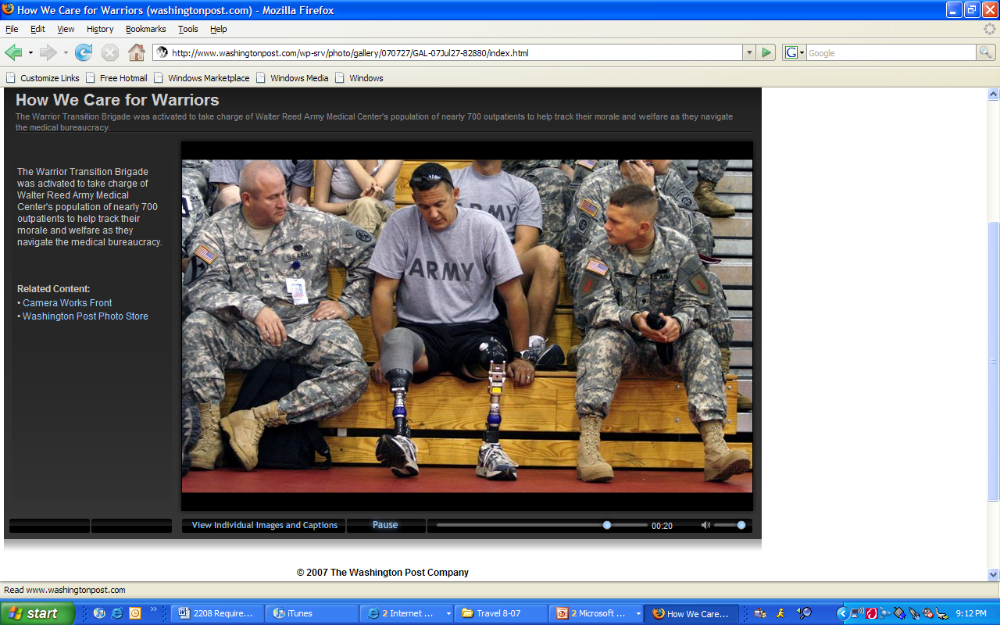 How We Care for Warriors (washingtonpost.com) - Mozilla Firefox
File Edit View History Bookmarks Tools Help
http://www.washingtonpost.com/wp-srv/photo/gallery/070727/GAL-07Jul27-82880/index.html
G Google
Customize Links Free Hotmail Windows Marketplace Windows Media Windows
How We Care for Warriors
The Warrior Transition Brigade was activated to take charge of Walter Reed Army Medical Center's population of nearly 700 outpatients to help track their morale and welfare as they navigate
the medical bureaucracy.
The Warrior Transition Brigade
was activated to take charge of
Walter Reed Army Medical
Center's population of nearly 700
outpatients to help track their
morale and welfare as they
navigate the medical bureaucracy.
Related Content:
• Camera Works Front
• Washington Post Photo Store
ARMY
ARMY
U.S. ARMY
U.S. ARMY
View Individual Images and Captions Pause 00:20
© 2007 The Washington Post Company
Read www.washingtonpost.com
start 2208 Require... iTunes 2 Internet ... Travel 8-07 2 Microsoft ... How We Care... 9:12 PM